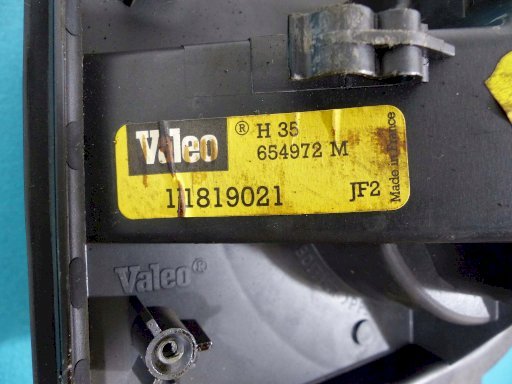 Valeo ® H 35
654972 M
111819021 JF2
Made in France
Valeo®